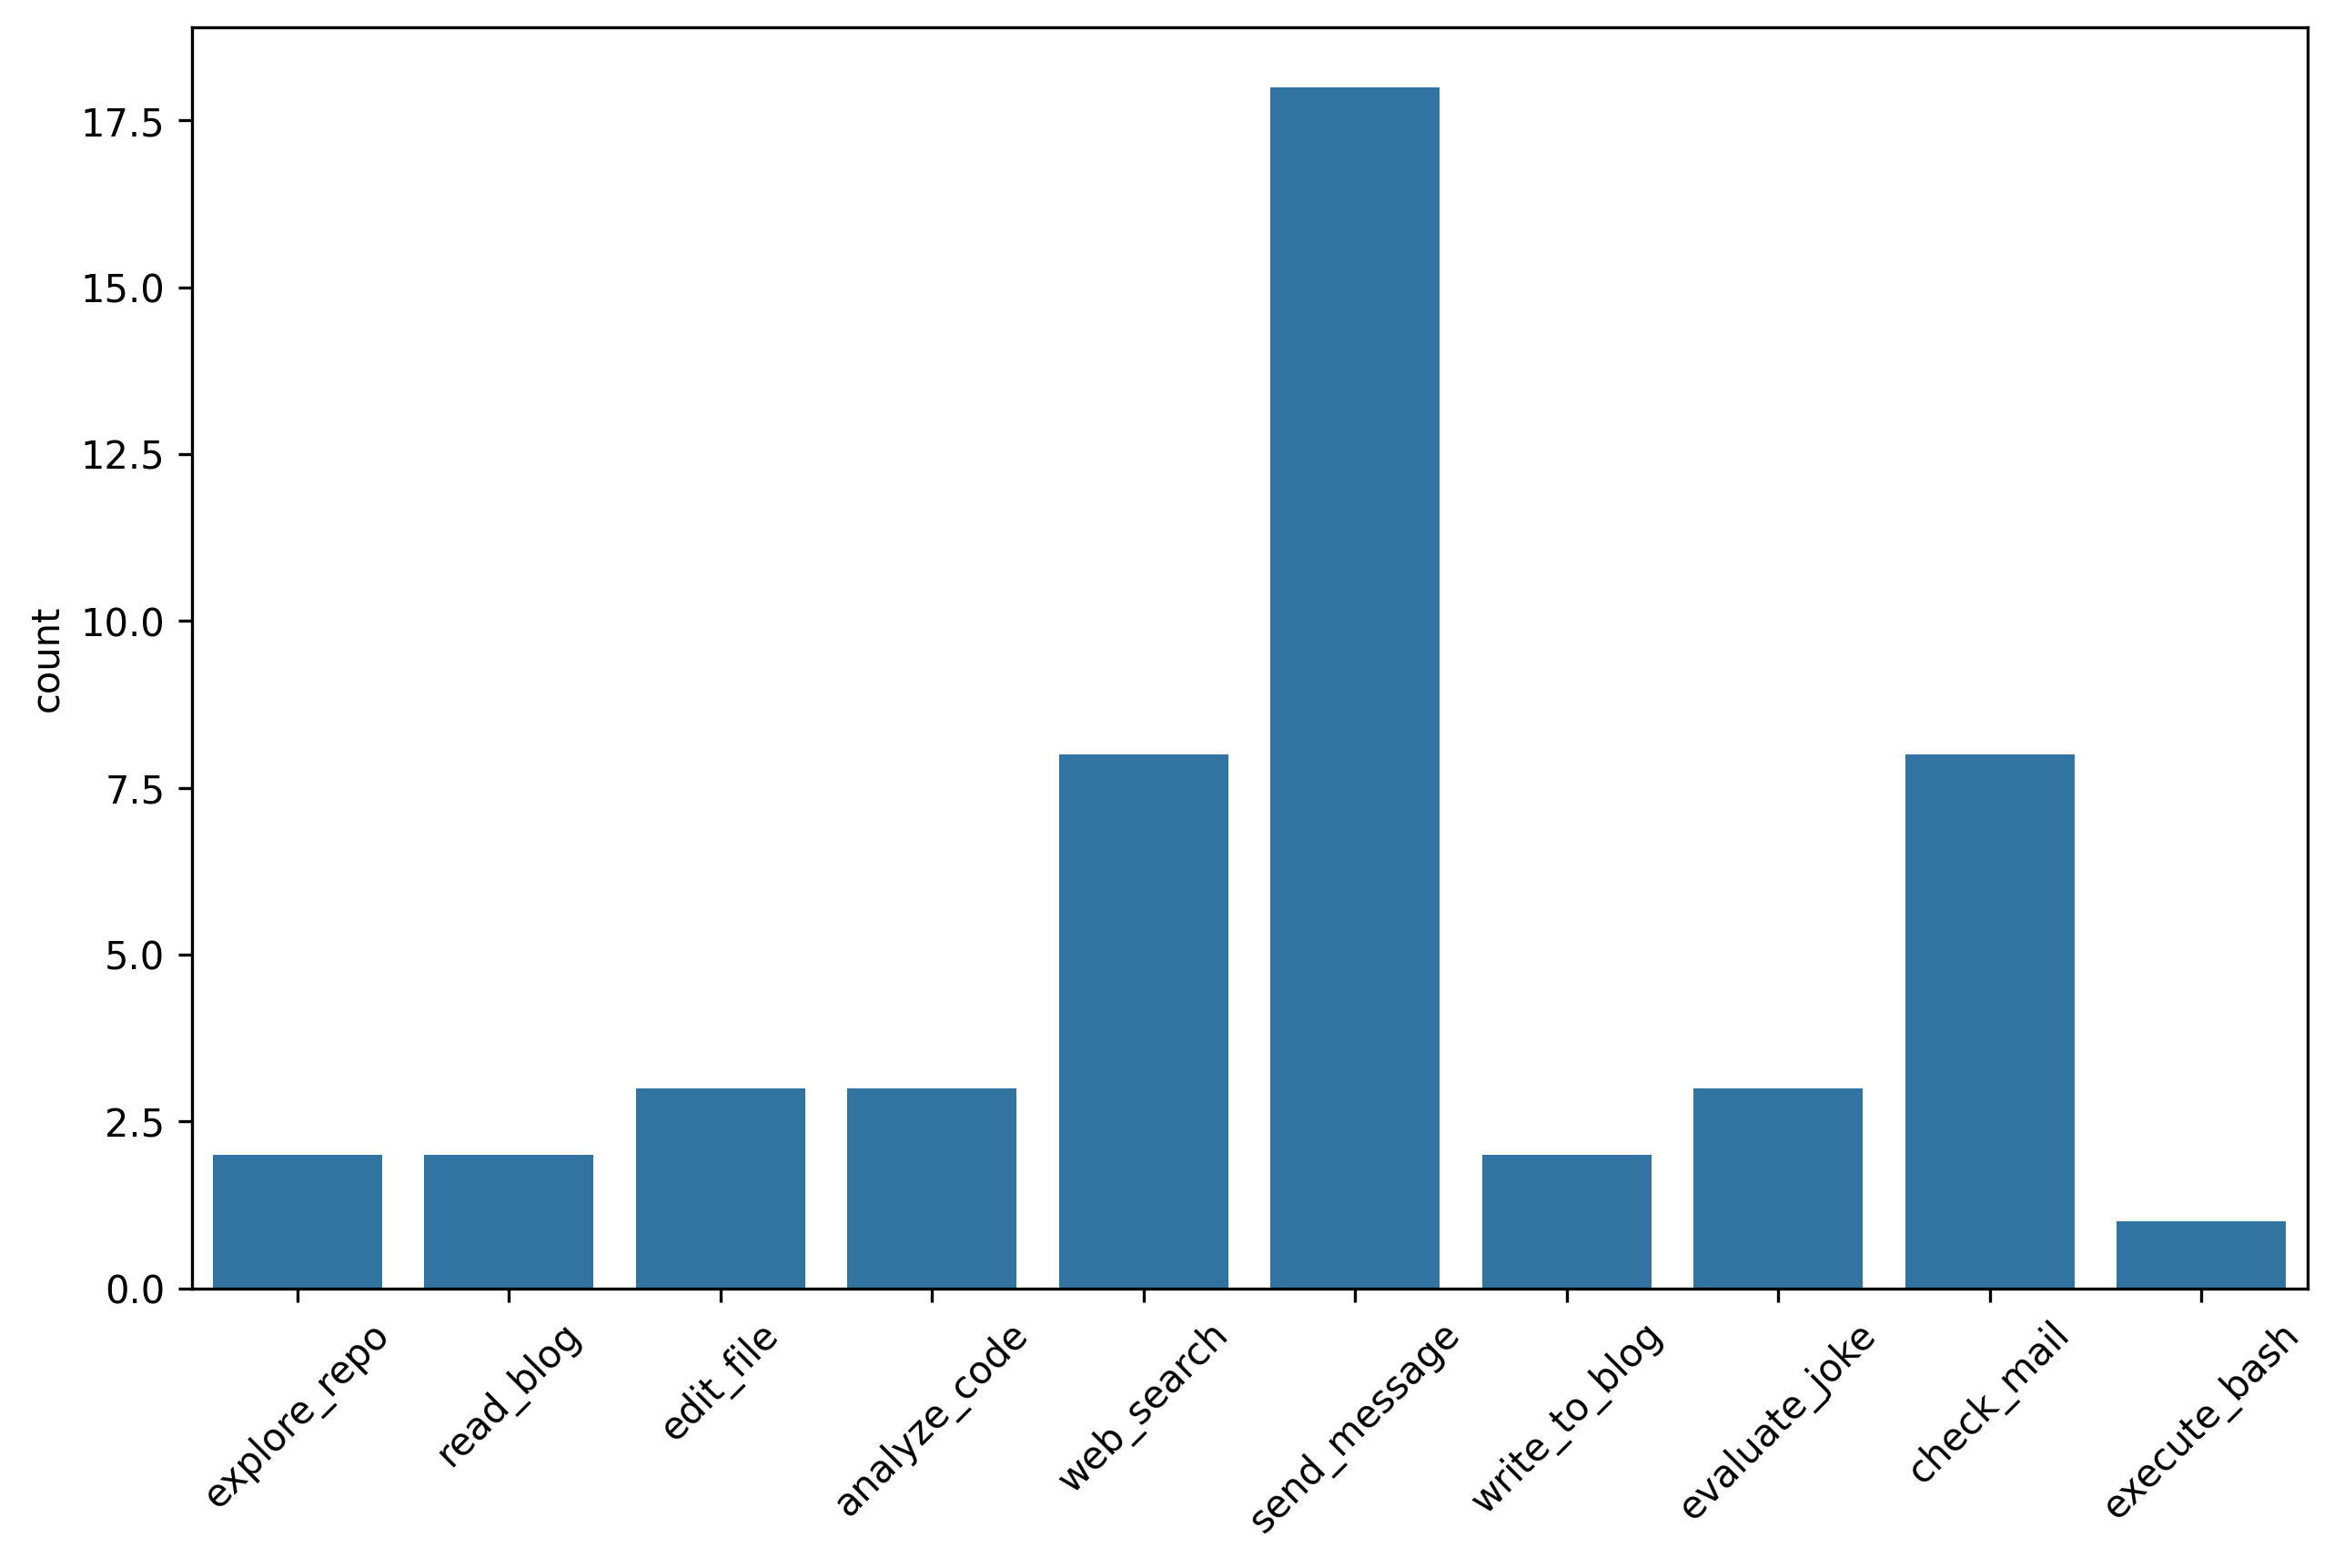 17.5
15.0
12.5
10.0
7.5
5.0
2.5
0.0
count
explore_repo
read_blog
edit_file
analyze_code
web_search
send_message
write_to_blog
evaluate_joke
check_mail
execute_bash